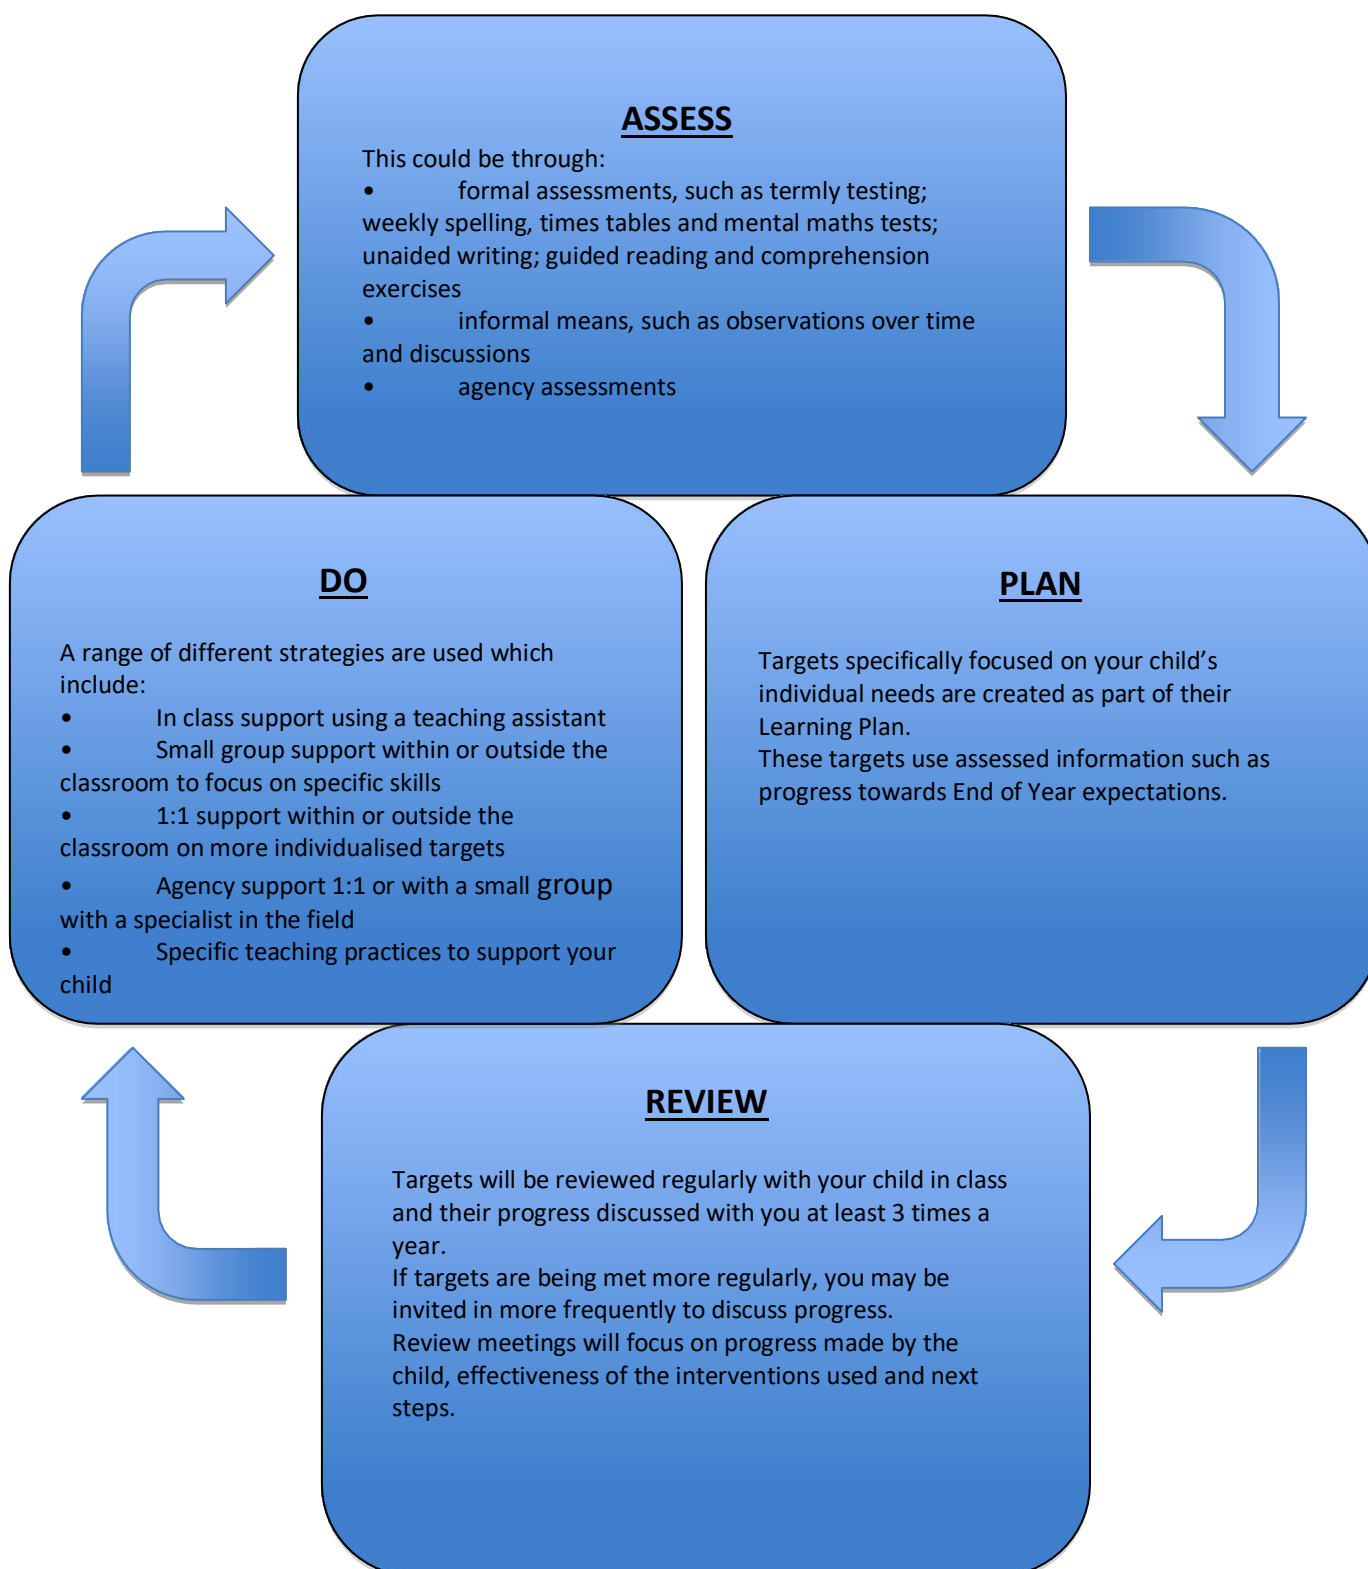 ASSESS
This could be through:
• formal assessments, such as termly testing;
weekly spelling, times tables and mental maths tests;
unaided writing; guided reading and comprehension
exercises
• informal means, such as observations over time
and discussions
• agency assessments
DO
A range of different strategies are used which
include:
• In class support using a teaching assistant
• Small group support within or outside the
classroom to focus on specific skills
• 1:1 support within or outside the
classroom on more individualised targets
• Agency support 1:1 or with a small group
with a specialist in the field
• Specific teaching practices to support your
child
PLAN
Targets specifically focused on your child’s
individual needs are created as part of their
Learning Plan.
These targets use assessed information such as
progress towards End of Year expectations.
REVIEW
Targets will be reviewed regularly with your child in class
and their progress discussed with you at least 3 times a
year.
If targets are being met more regularly, you may be
invited in more frequently to discuss progress.
Review meetings will focus on progress made by the
child, effectiveness of the interventions used and next
steps.